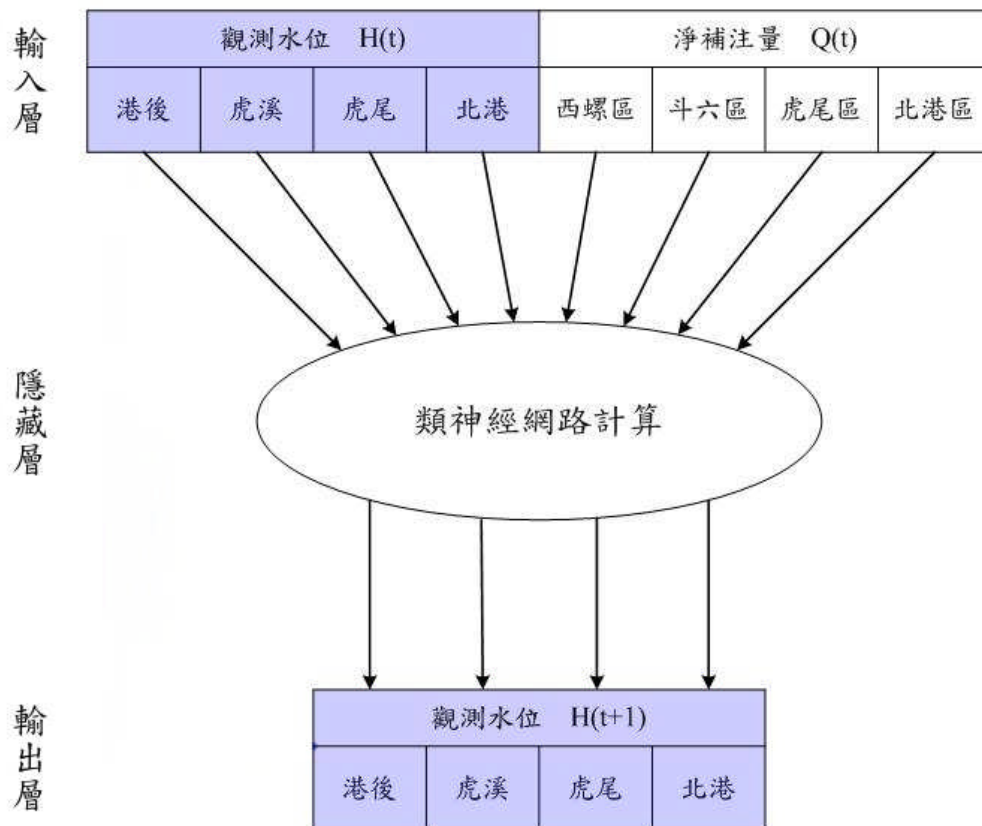 輸入層
觀測水位 H(t)
淨補注量 Q(t)
港後
虎溪
虎尾
北港
西螺區
斗六區
虎尾區
北港區
隱藏層
類神經網路計算
輸出層
觀測水位 H(t+1)
港後
虎溪
虎尾
北港